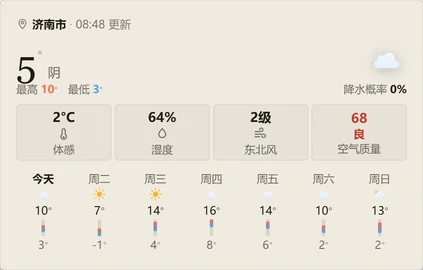 济南市 · 08:48 更新
5° 阴
最高 10° 最低 3°
降水概率 0%
2°C 64% 2级 68
良
体感 湿度 东北风 空气质量
今天 周二 周三 周四 周五 周六 周日
10° 7° 14° 16° 14° 10° 13°
3° -1° 4° 8° 6° 2° 2°